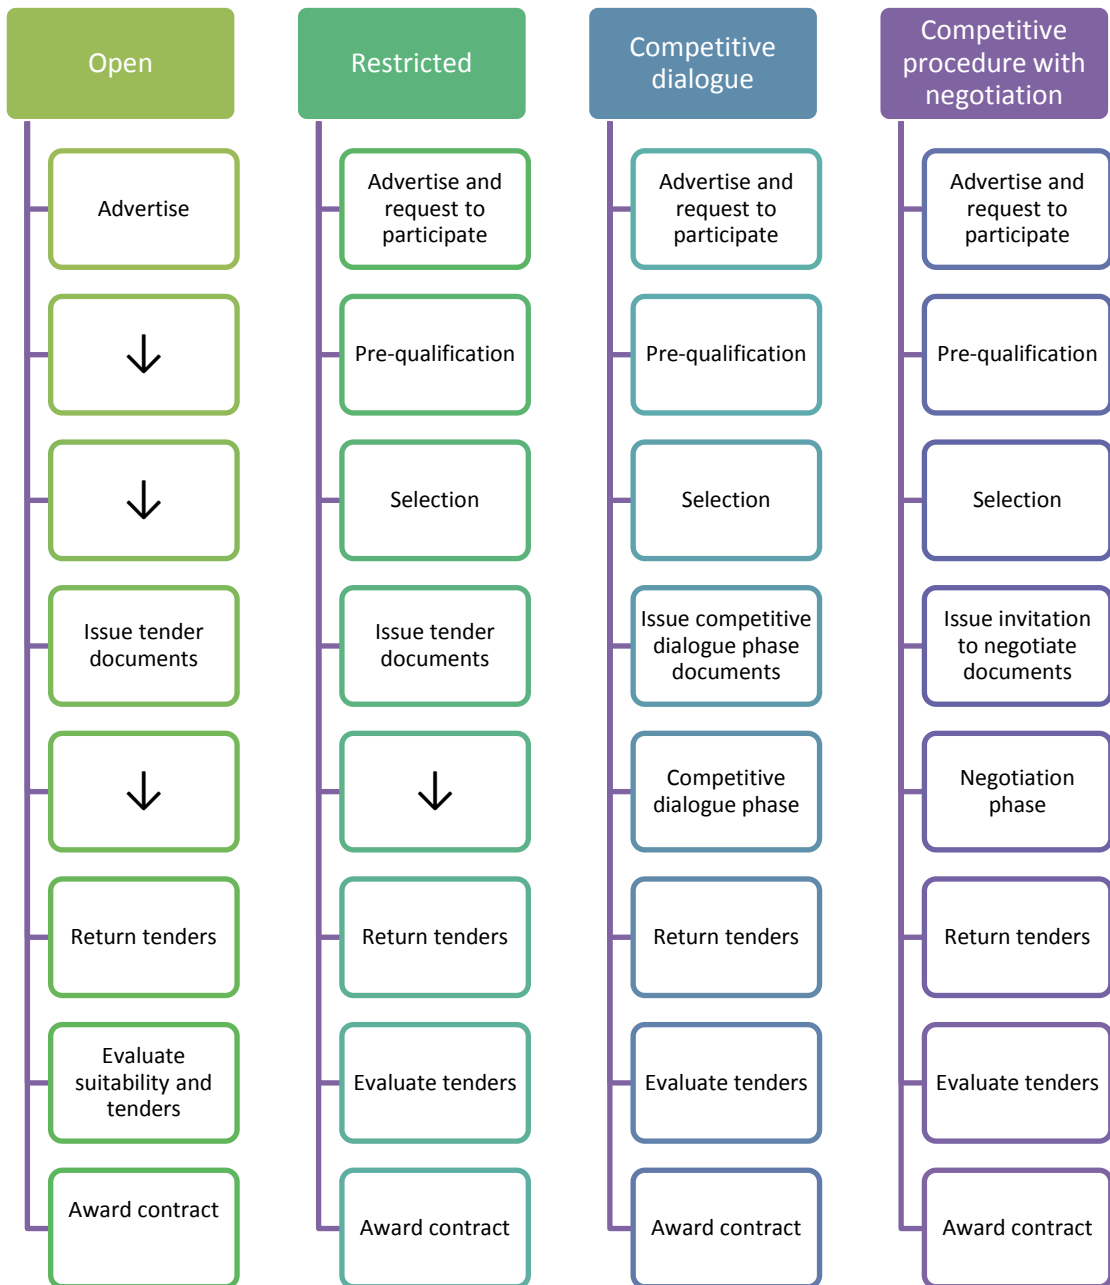 Open
Advertise
↓
↓
Issue tender
documents
↓
Return tenders
Evaluate
suitability and
tenders
Award contract
Restricted
Advertise and
request to
participate
Pre-qualification
Selection
Issue tender
documents
↓
Return tenders
Evaluate tenders
Award contract
Competitive
dialogue
Advertise and
request to
participate
Pre-qualification
Selection
Issue competitive
dialogue phase
documents
Competitive
dialogue phase
Return tenders
Evaluate tenders
Award contract
Competitive
procedure with
negotiation
Advertise and
request to
participate
Pre-qualification
Selection
Issue invitation
to negotiate
documents
Negotiation
phase
Return tenders
Evaluate tenders
Award contract